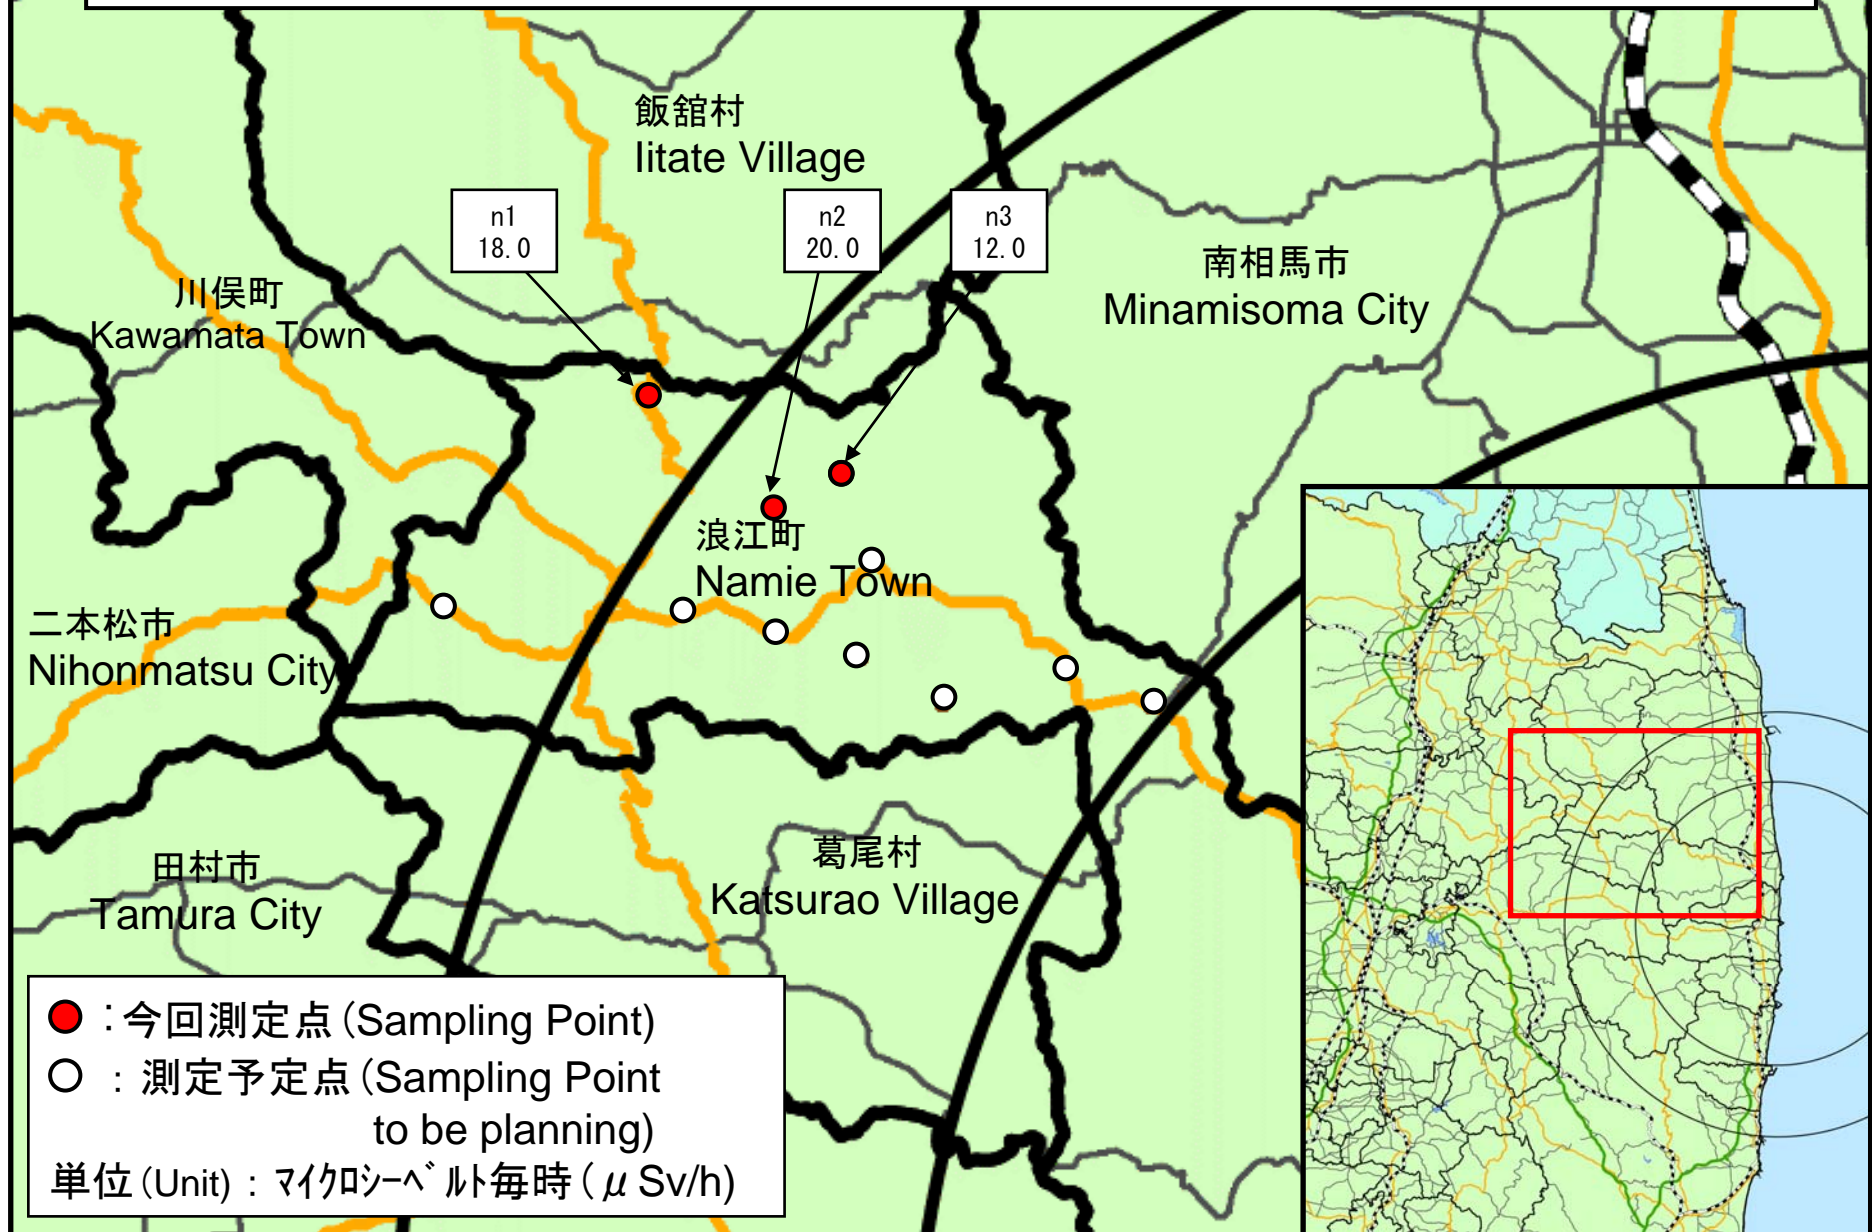 飯舘村
Iitate Village
n1
18.0
n2
20.0
n3
12.0
南相馬市
Minamisoma City
川俣町
Kawamata Town
浪江町
Namie Town
二本松市
Nihonmatsu City
田村市
Tamura City
葛尾村
Katsurao Village
：今回測定点(Sampling Point)
：測定予定点(Sampling Point
to be planning)
単位(Unit)：ﾏｲｸﾛｼｰﾍﾞﾙﾄ毎時(μSv/h)